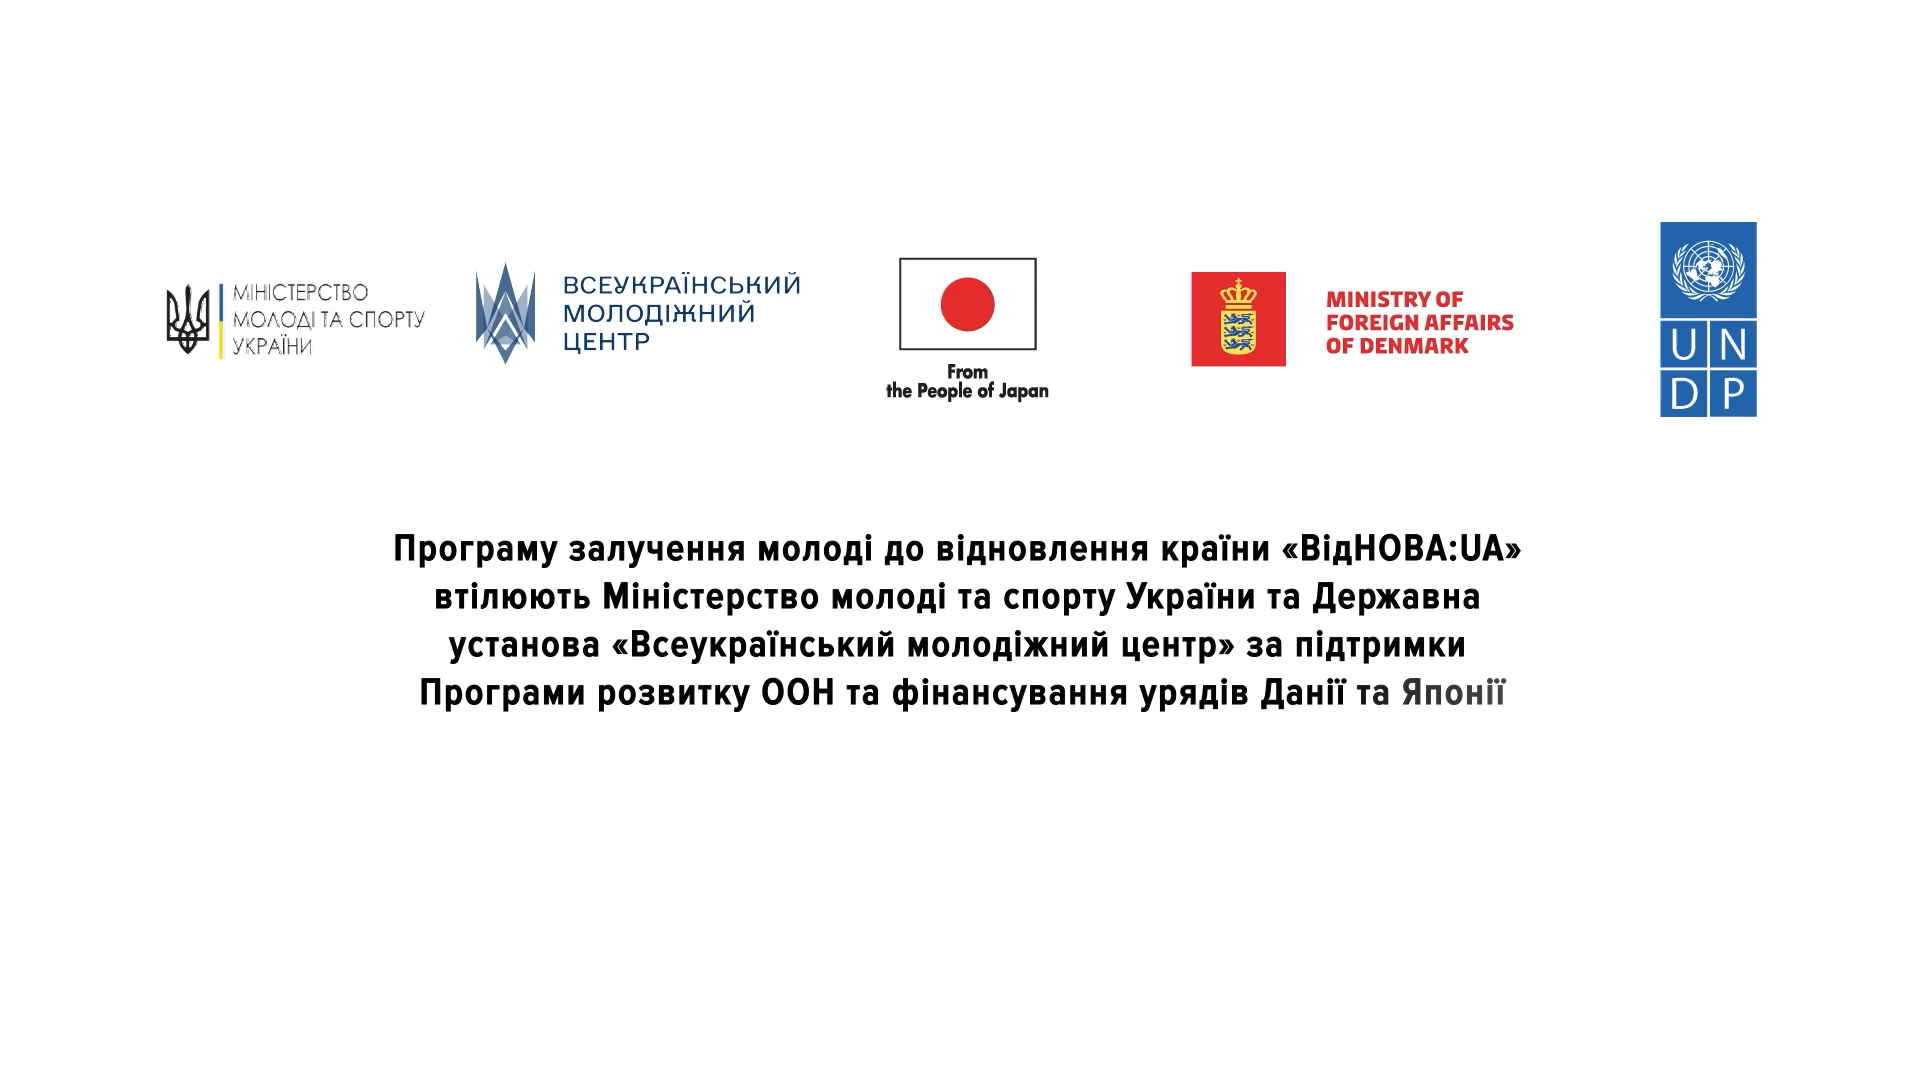 МІНІСТЕРСТВО
МОЛОДІ ТА СПОРТУ
УКРАЇНИ
ВСЕУКРАЇНСЬКИЙ
МОЛОДІЖНИЙ
ЦЕНТР
From
the People of Japan
MINISTRY OF
FOREIGN AFFAIRS
OF DENMARK
UN
DP
Програму залучення молоді до відновлення країни «ВідНОВА:UA»
втілюють Міністерство молоді та спорту України та Державна
установа «Всеукраїнський молодіжний центр» за підтримки
Програми розвитку ООН та фінансування урядів Данії та Японії